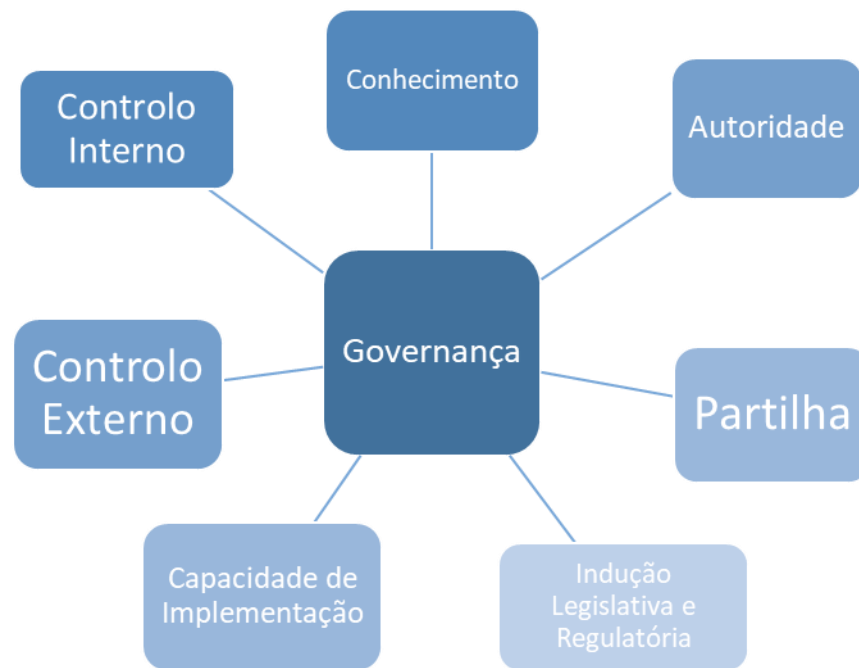 Conhecimento
Controlo
Interno
Autoridade
Governança
Controlo
Externo
Partilha
Capacidade de
Implementação
Indução
Legislativa e
Regulatória